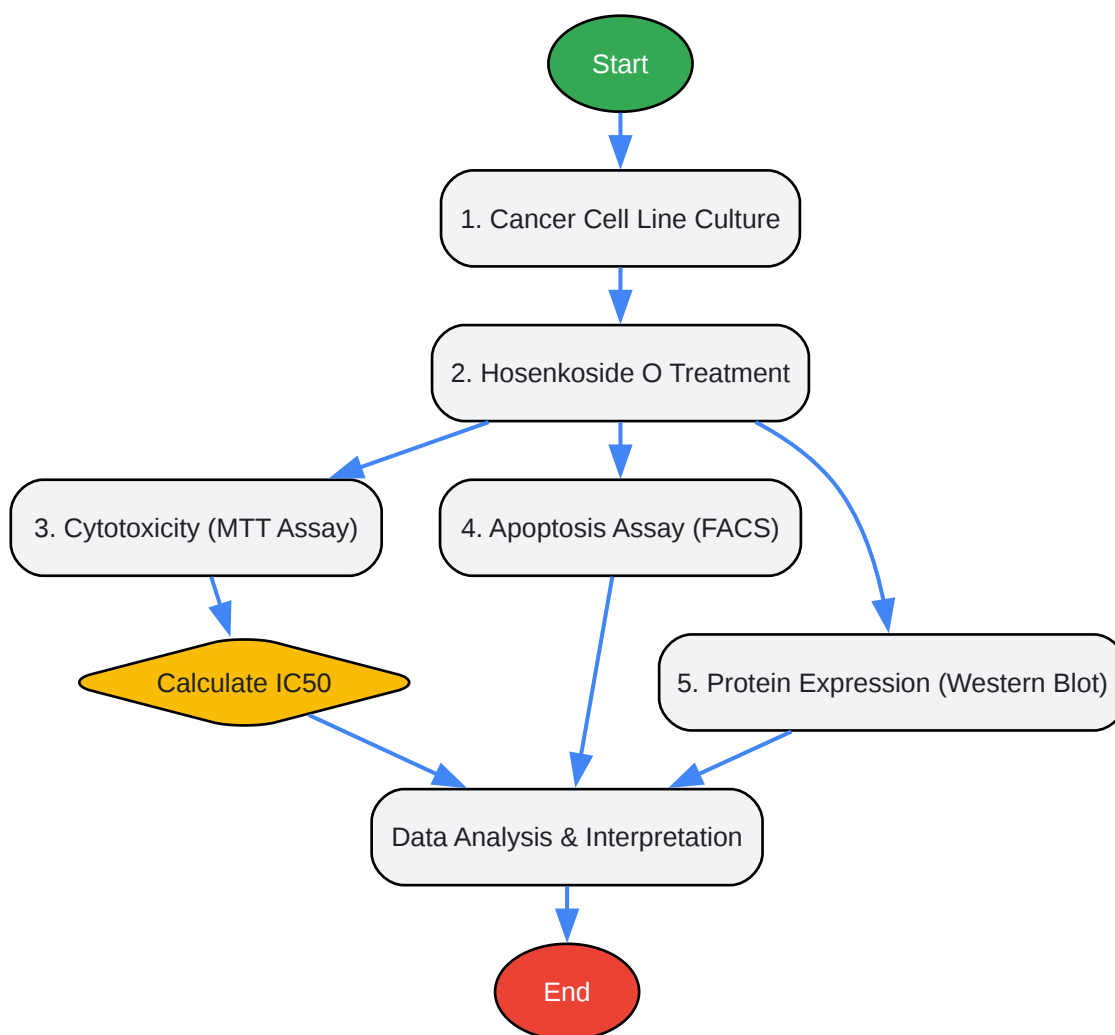 Start
1. Cancer Cell Line Culture
2. Hosenkoside O Treatment
3. Cytotoxicity (MTT Assay)
4. Apoptosis Assay (FACS)
Calculate IC50
5. Protein Expression (Western Blot)
Data Analysis & Interpretation
End